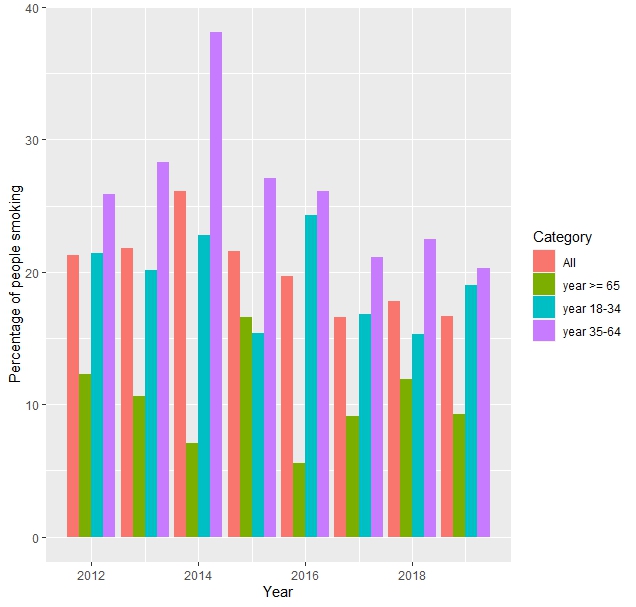 40
30
20
10
0
Percentage of people smoking
2012
2014
2016
2018
Year
Category
All
year >= 65
year 18-34
year 35-64